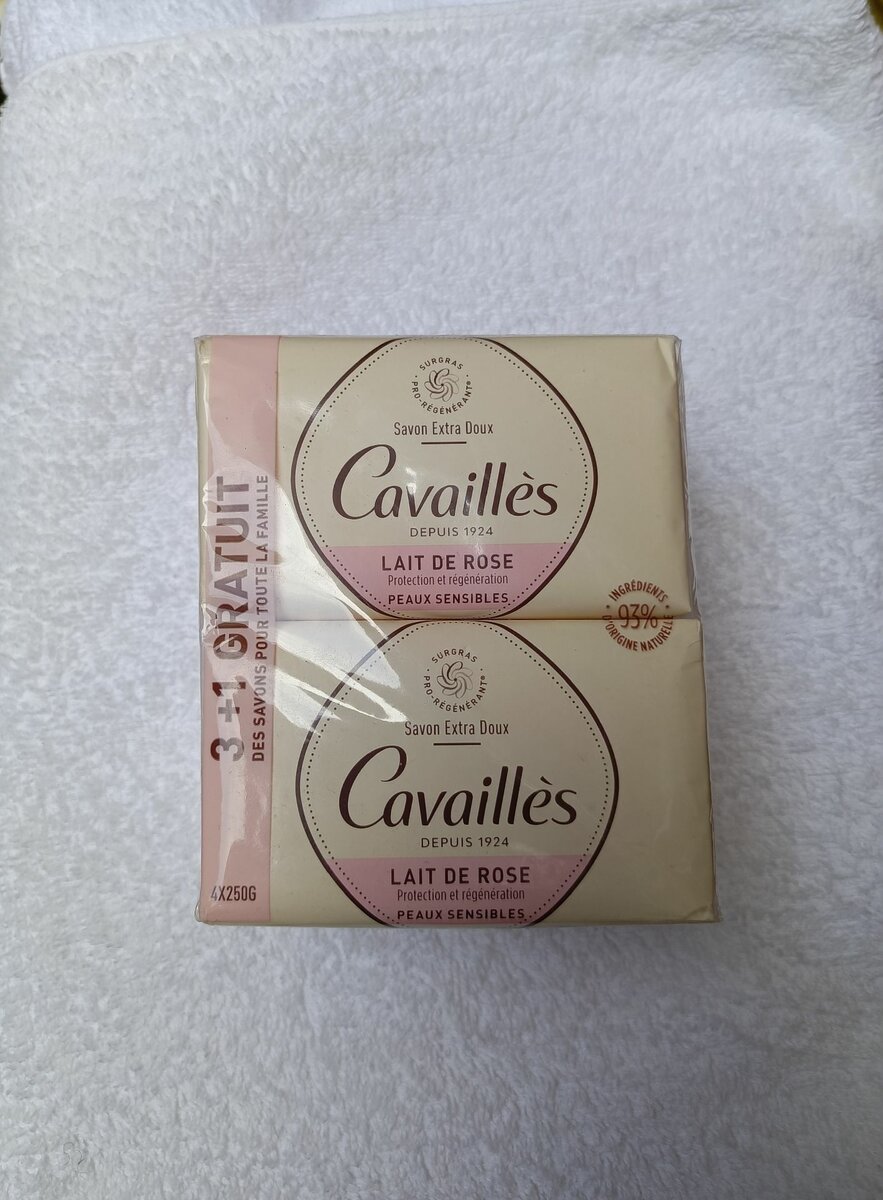 SURGRAS
PRO-RÉGÉNÉRANT®
Savon Extra Doux
Cavaillès
DEPUIS 1924
LAIT DE ROSE
Protection et régénération
PEAUX SENSIBLES
3 +1 GRATUIT
DES SAVONS POUR TOUTE LA FAMILLE
4X250G
INGRÉDIENTS
93%
D'ORIGINE NATURELLE
SURGRAS
PRO-RÉGÉNÉRANT®
Savon Extra Doux
Cavaillès
DEPUIS 1924
LAIT DE ROSE
Protection et régénération
PEAUX SENSIBLES